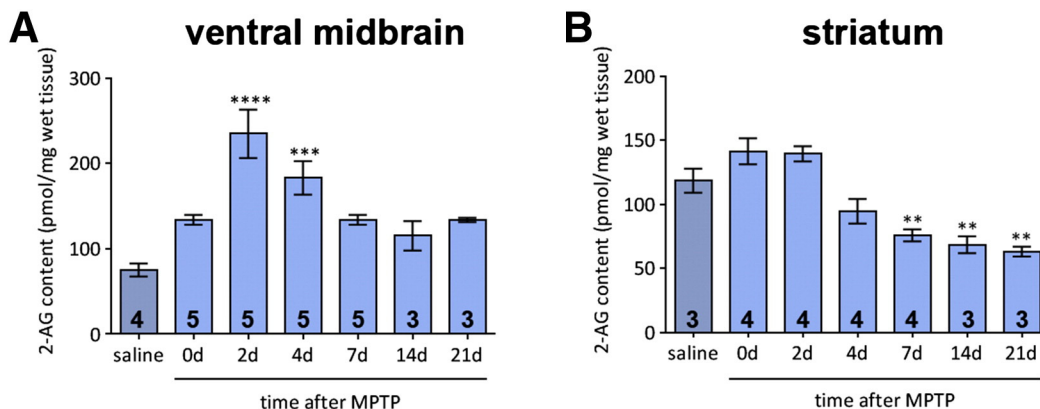 A
ventral midbrain
2-AG content (pmol/mg wet tissue)
300
200
100
0
****
***
4 5 5 5 5 3 3
saline 0d 2d 4d 7d 14d 21d
time after MPTP
B
striatum
2-AG content (pmol/mg wet tissue)
200
150
100
50
0
** ** **
3 4 4 4 4 3 3
saline 0d 2d 4d 7d 14d 21d
time after MPTP